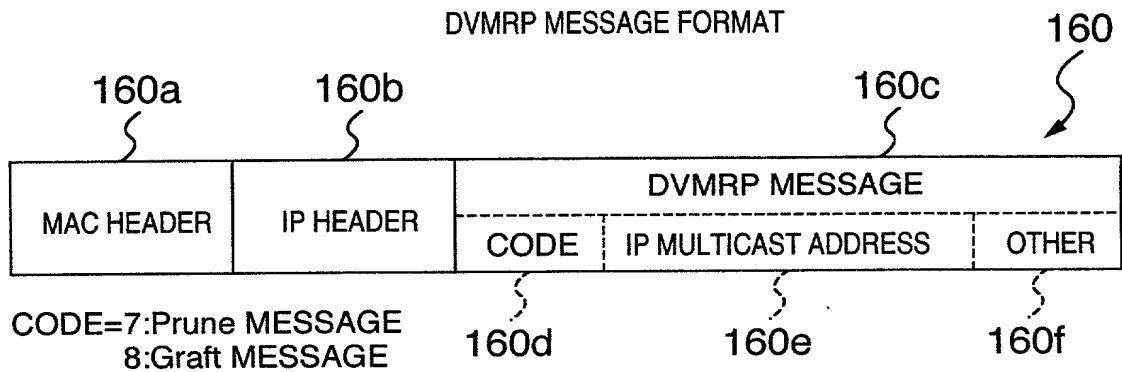 DVMRP MESSAGE FORMAT
160
160a
160b
160c
MAC HEADER
IP HEADER
DVMRP MESSAGE
CODE
IP MULTICAST ADDRESS
OTHER
CODE=7:Prune MESSAGE
8:Graft MESSAGE
160d
160e
160f